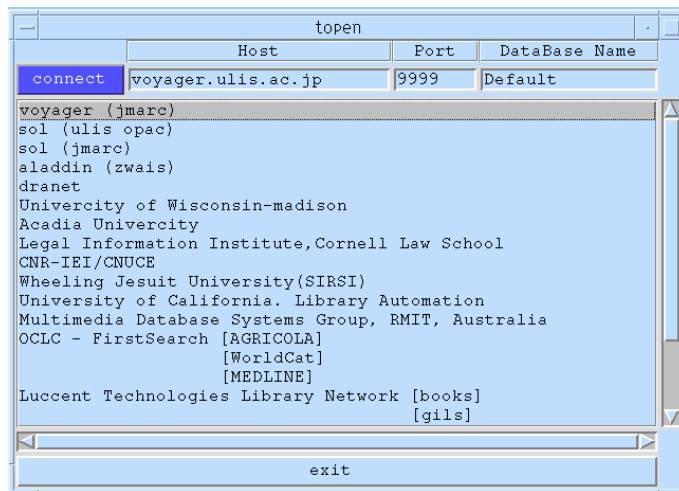 topen
Host Port DataBase Name
connect voyager.ulis.ac.jp 9999 Default
voyager (jmarc)
sol (ulis opac)
sol (jmarc)
aladdin (zwais)
dranet
Univercity of Wisconsin-madison
Acadia Univercity
Legal Information Institute,Cornell Law School
CNR-IEI/CNUCE
Wheeling Jesuit University(SIRSI)
University of California. Library Automation
Multimedia Database Systems Group, RMIT, Australia
OCLC - FirstSearch [AGRICOLA]
[WorldCat]
[MEDLINE]
Luccent Technologies Library Network [books]
[gils]
exit